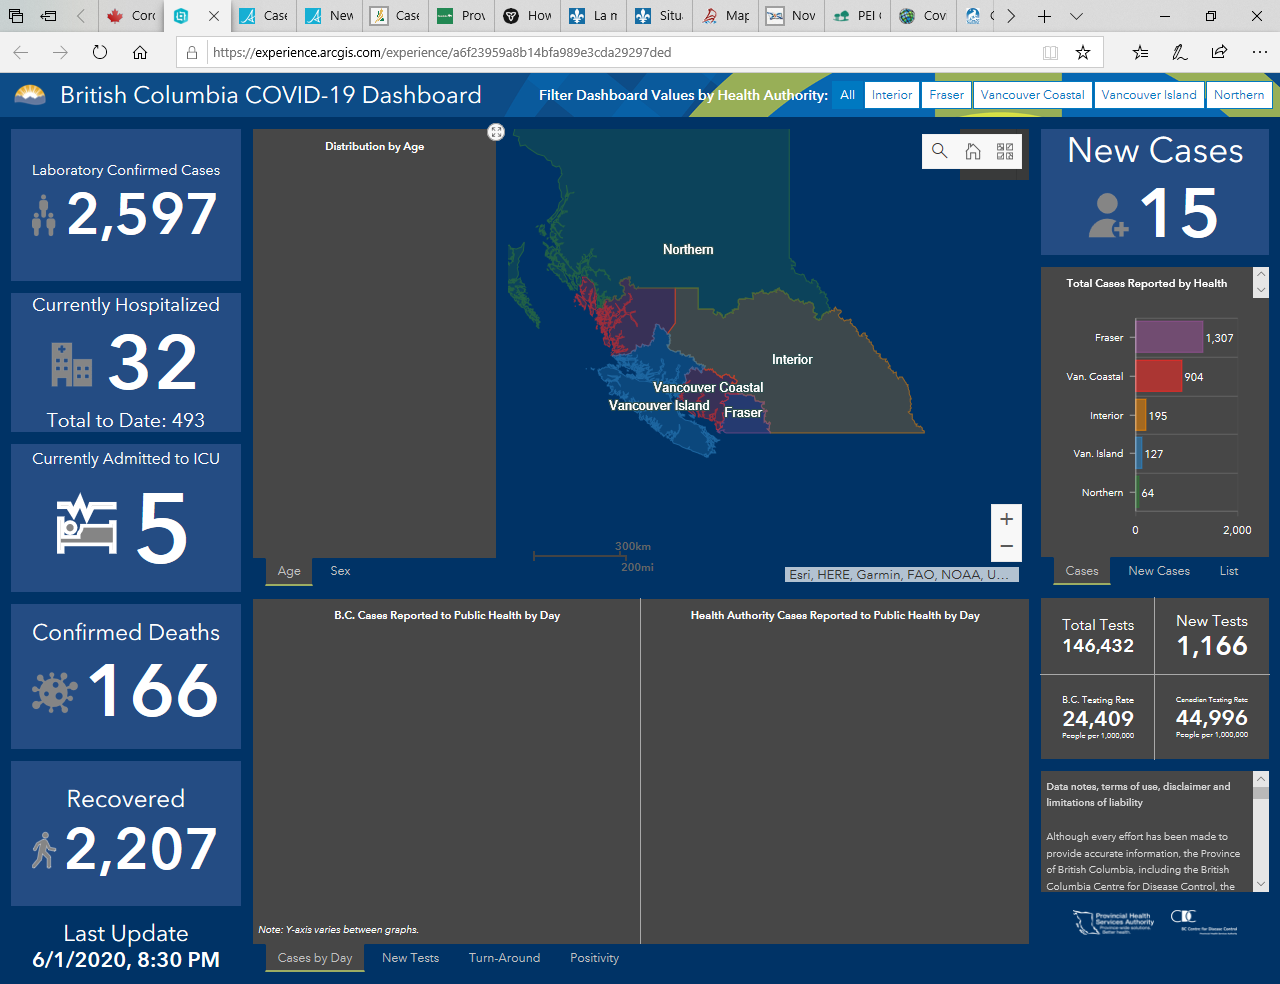 Corc
Case
New
Case
Prov
How
La m
Situa
Map
Nov
PEI C
Covi
https://experience.arcgis.com/experience/a6f23959a8b14bfa989e3cda29297ded
British Columbia COVID-19 Dashboard
Filter Dashboard Values by Health Authority:
All
Interior
Fraser
Vancouver Coastal
Vancouver Island
Northern
Laboratory Confirmed Cases
2,597
Currently Hospitalized
32
Total to Date: 493
Currently Admitted to ICU
5
Confirmed Deaths
166
Recovered
2,207
Last Update
6/1/2020, 8:30 PM
Distribution by Age
Age
Sex
Northern
Interior
Vancouver Coastal
Vancouver Island
Fraser
300km
200mi
Esri, HERE, Garmin, FAO, NOAA, U...
New Cases
15
Total Cases Reported by Health
Fraser 1,307
Van. Coastal 904
Interior 195
Van. Island 127
Northern 64
0 2,000
Cases
New Cases
List
B.C. Cases Reported to Public Health by Day
Note: Y-axis varies between graphs.
Health Authority Cases Reported to Public Health by Day
Cases by Day
New Tests
Turn-Around
Positivity
Total Tests
146,432
New Tests
1,166
B.C. Testing Rate
24,409
People per 1,000,000
Canadian Testing Rate
44,996
People per 1,000,000
Data notes, terms of use, disclaimer and
limitations of liability
Although every effort has been made to
provide accurate information, the Province
of British Columbia, including the British
Columbia Centre for Disease Control, the
Provincial Health
Services Authority
Province-wide solutions.
Better health.
BC Centre for Disease Control